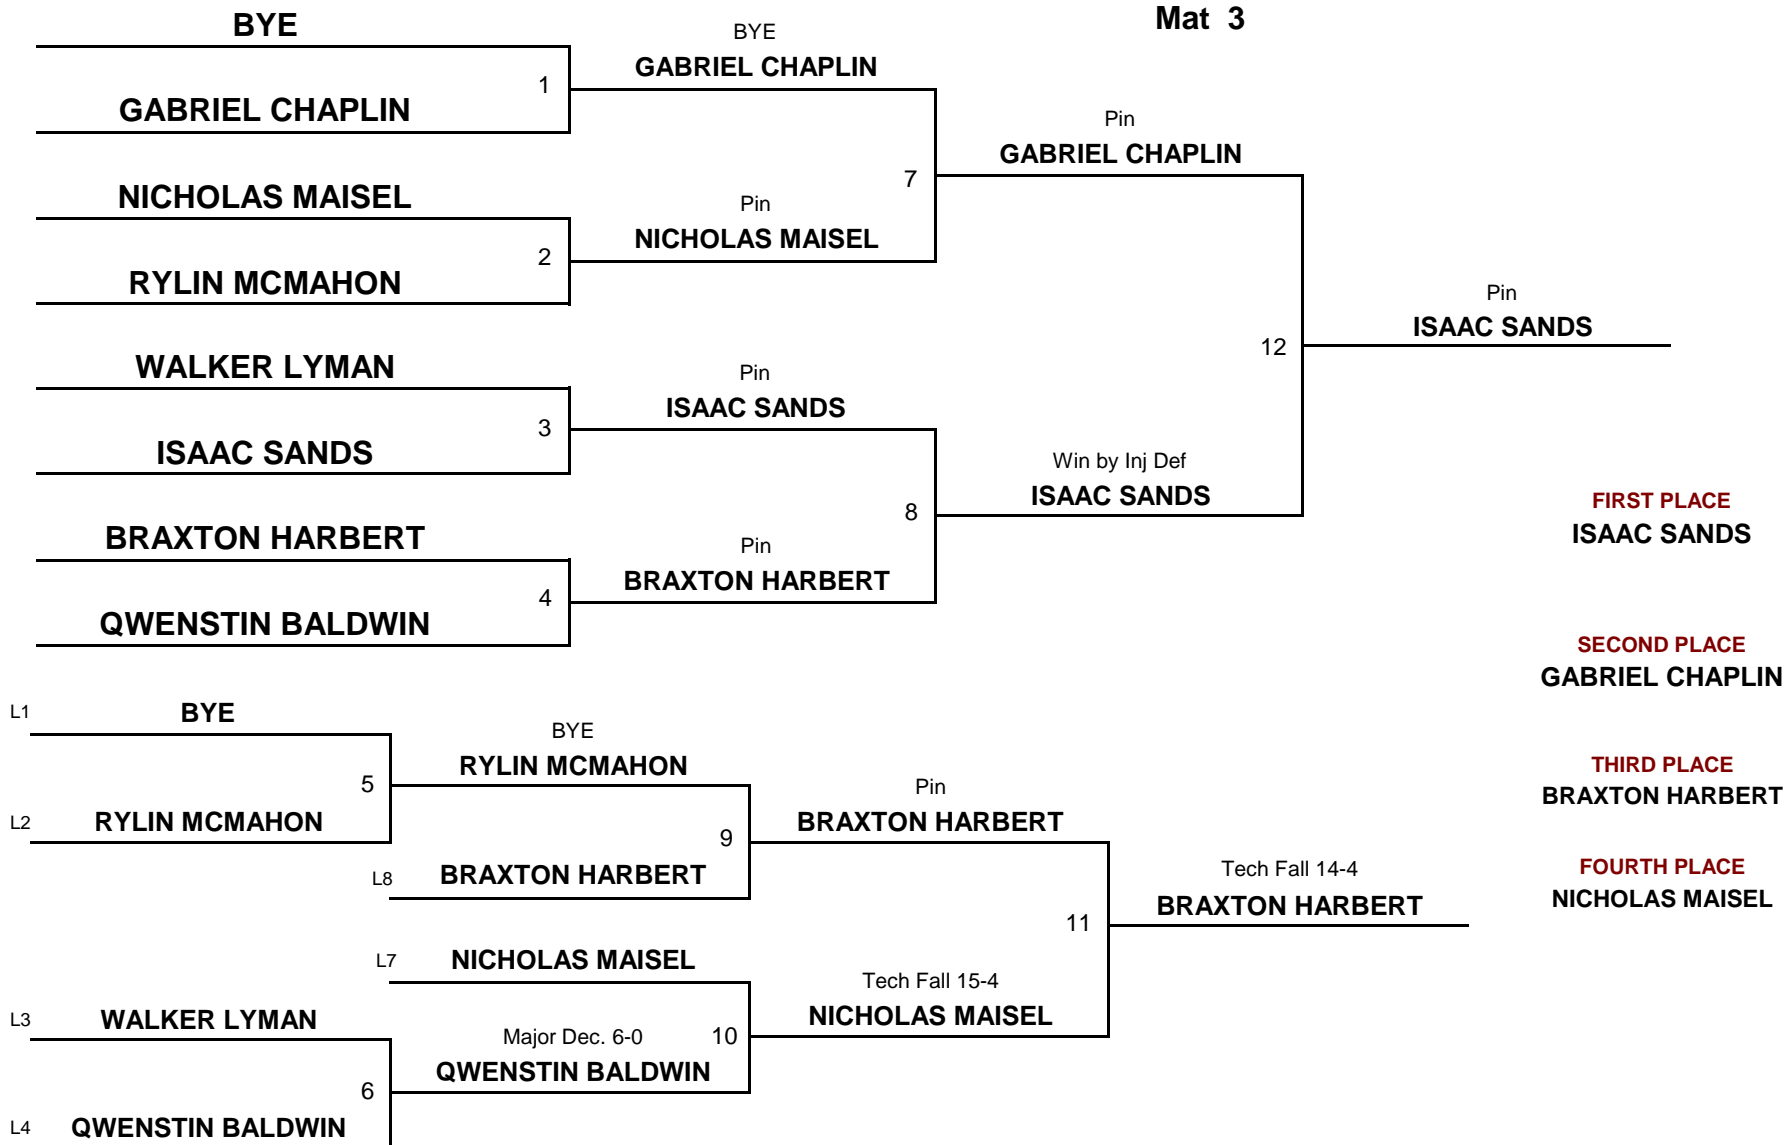 Mat 3
BYE
BYE
GABRIEL CHAPLIN
1
GABRIEL CHAPLIN
Pin
GABRIEL CHAPLIN
7
NICHOLAS MAISEL
Pin
NICHOLAS MAISEL
2
RYLIN MCMAHON
Pin
ISAAC SANDS
12
WALKER LYMAN
Pin
ISAAC SANDS
3
ISAAC SANDS
Win by Inj Def
ISAAC SANDS
8
BRAXTON HARBERT
Pin
BRAXTON HARBERT
4
QWENSTIN BALDWIN
FIRST PLACE
ISAAC SANDS
SECOND PLACE
GABRIEL CHAPLIN
THIRD PLACE
BRAXTON HARBERT
FOURTH PLACE
NICHOLAS MAISEL
L1 BYE
BYE
RYLIN MCMAHON
5
L2 RYLIN MCMAHON
Pin
BRAXTON HARBERT
9
L8 BRAXTON HARBERT
Tech Fall 14-4
BRAXTON HARBERT
11
L7 NICHOLAS MAISEL
Tech Fall 15-4
NICHOLAS MAISEL
L3 WALKER LYMAN
Major Dec. 6-0 10
QWENSTIN BALDWIN
6
L4 QWENSTIN BALDWIN